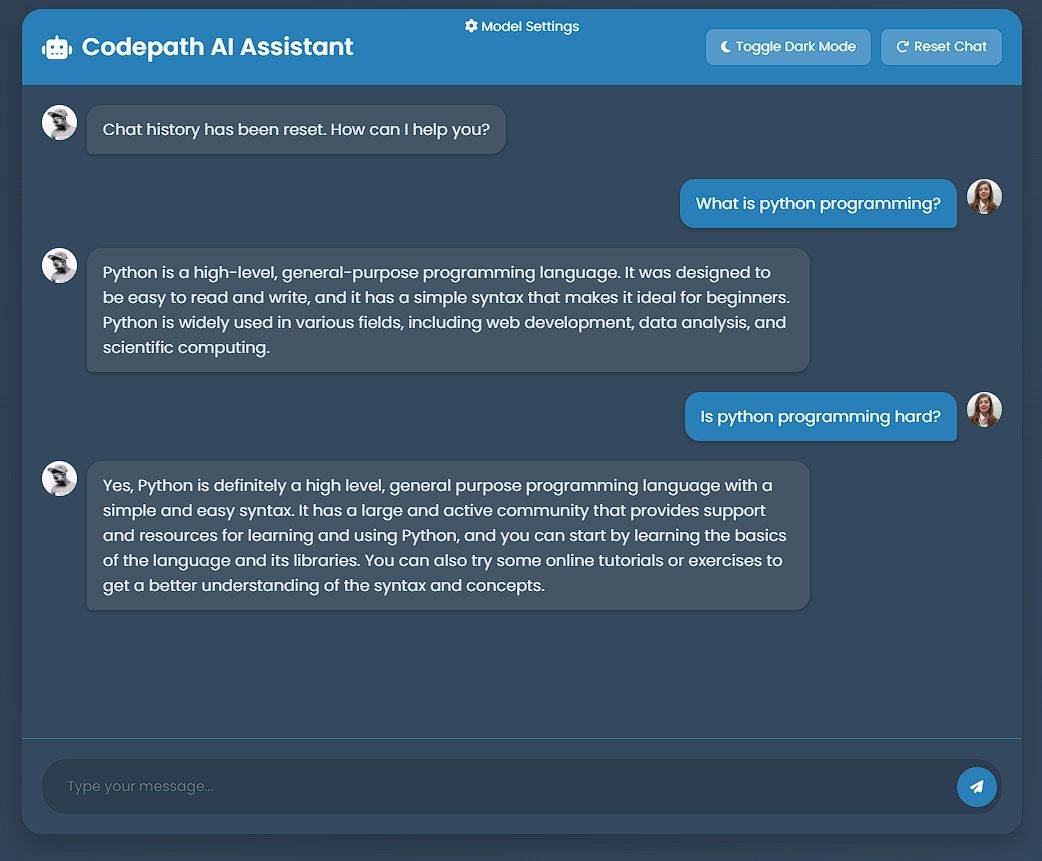 Model Settings
Codepath AI Assistant
Toggle Dark Mode
Reset Chat
Chat history has been reset. How can I help you?
What is python programming?
Python is a high-level, general-purpose programming language. It was designed to
be easy to read and write, and it has a simple syntax that makes it ideal for beginners.
Python is widely used in various fields, including web development, data analysis, and
scientific computing.
Is python programming hard?
Yes, Python is definitely a high level, general purpose programming language with a
simple and easy syntax. It has a large and active community that provides support
and resources for learning and using Python, and you can start by learning the basics
of the language and its libraries. You can also try some online tutorials or exercises to
get a better understanding of the syntax and concepts.
Type your message...